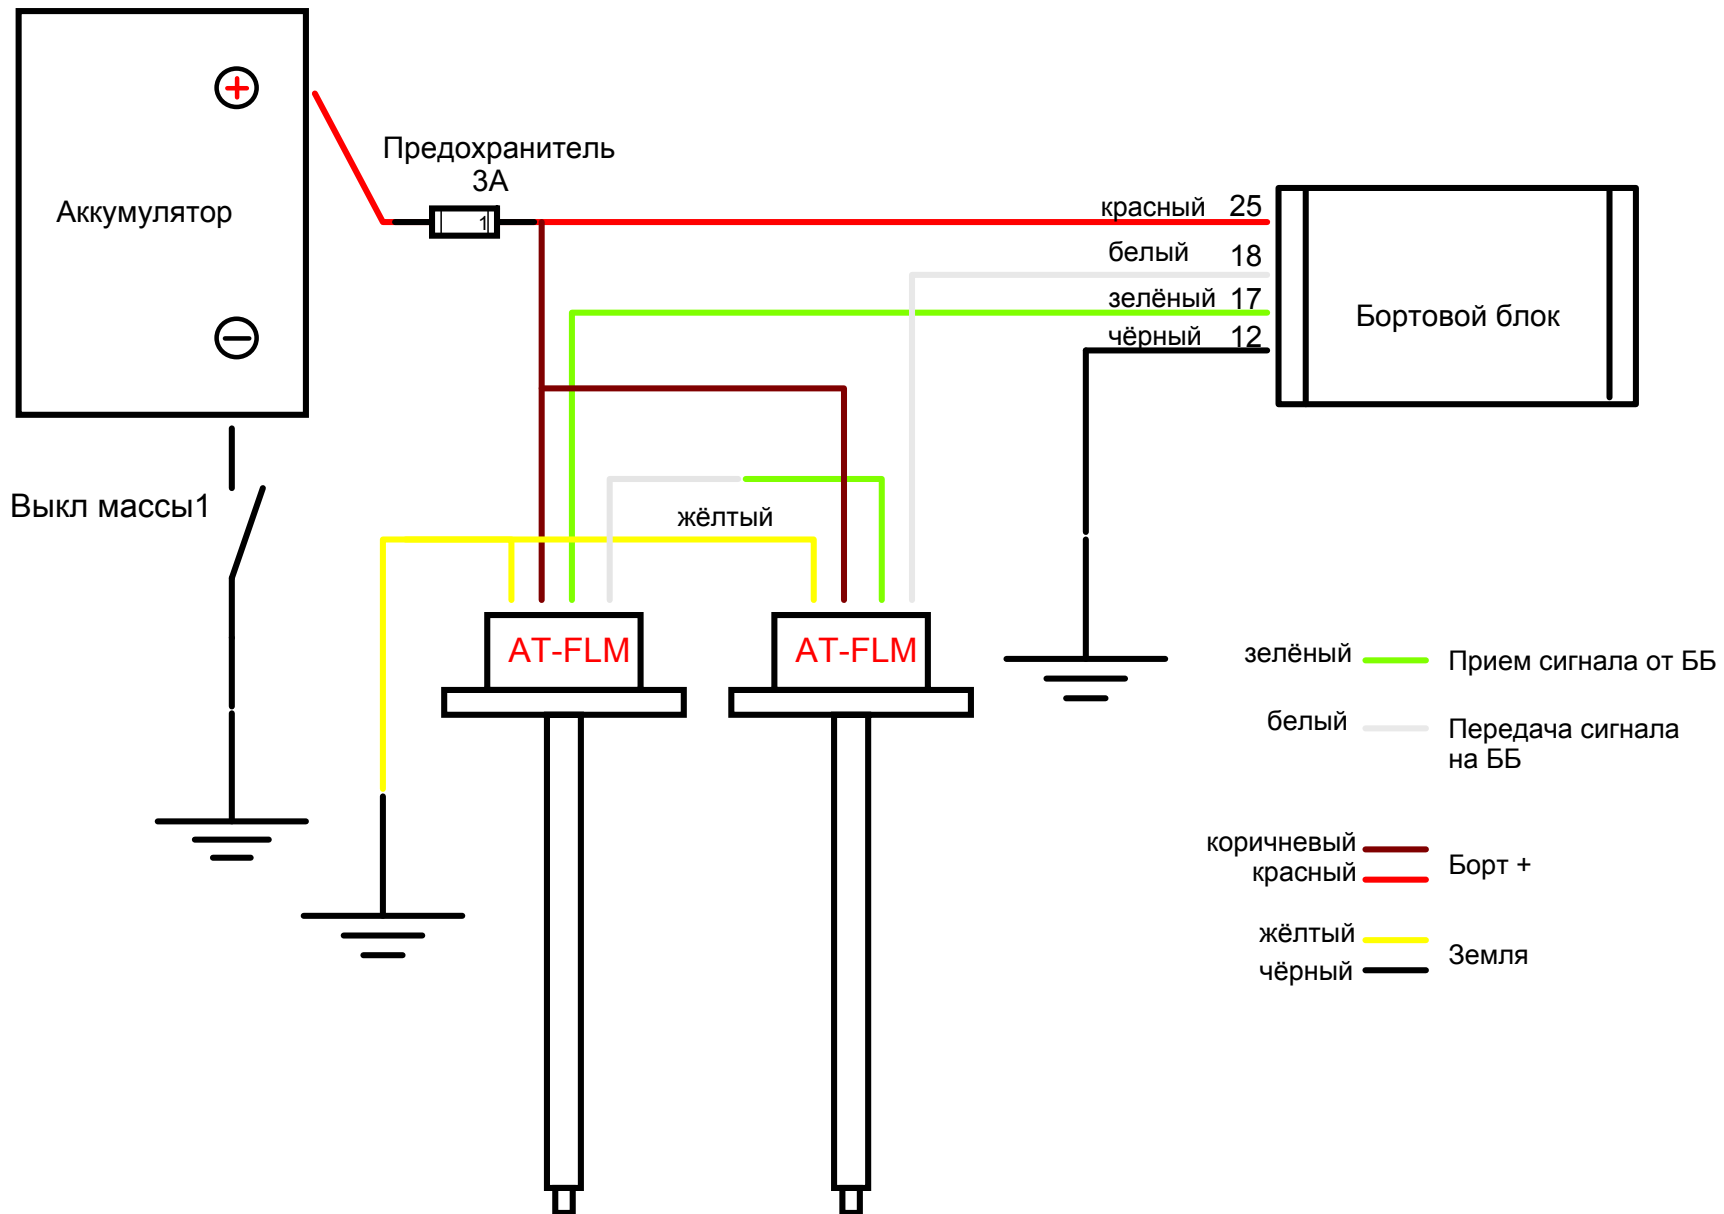 Аккумулятор
Предохранитель
3А
1
Выкл массы1
красный 25
белый 18
зелёный 17
чёрный 12
Бортовой блок
жёлтый
AT-FLM
AT-FLM
зелёный Прием сигнала от ББ
белый Передача сигнала
на ББ
коричневый
красный Борт +
жёлтый
чёрный Земля